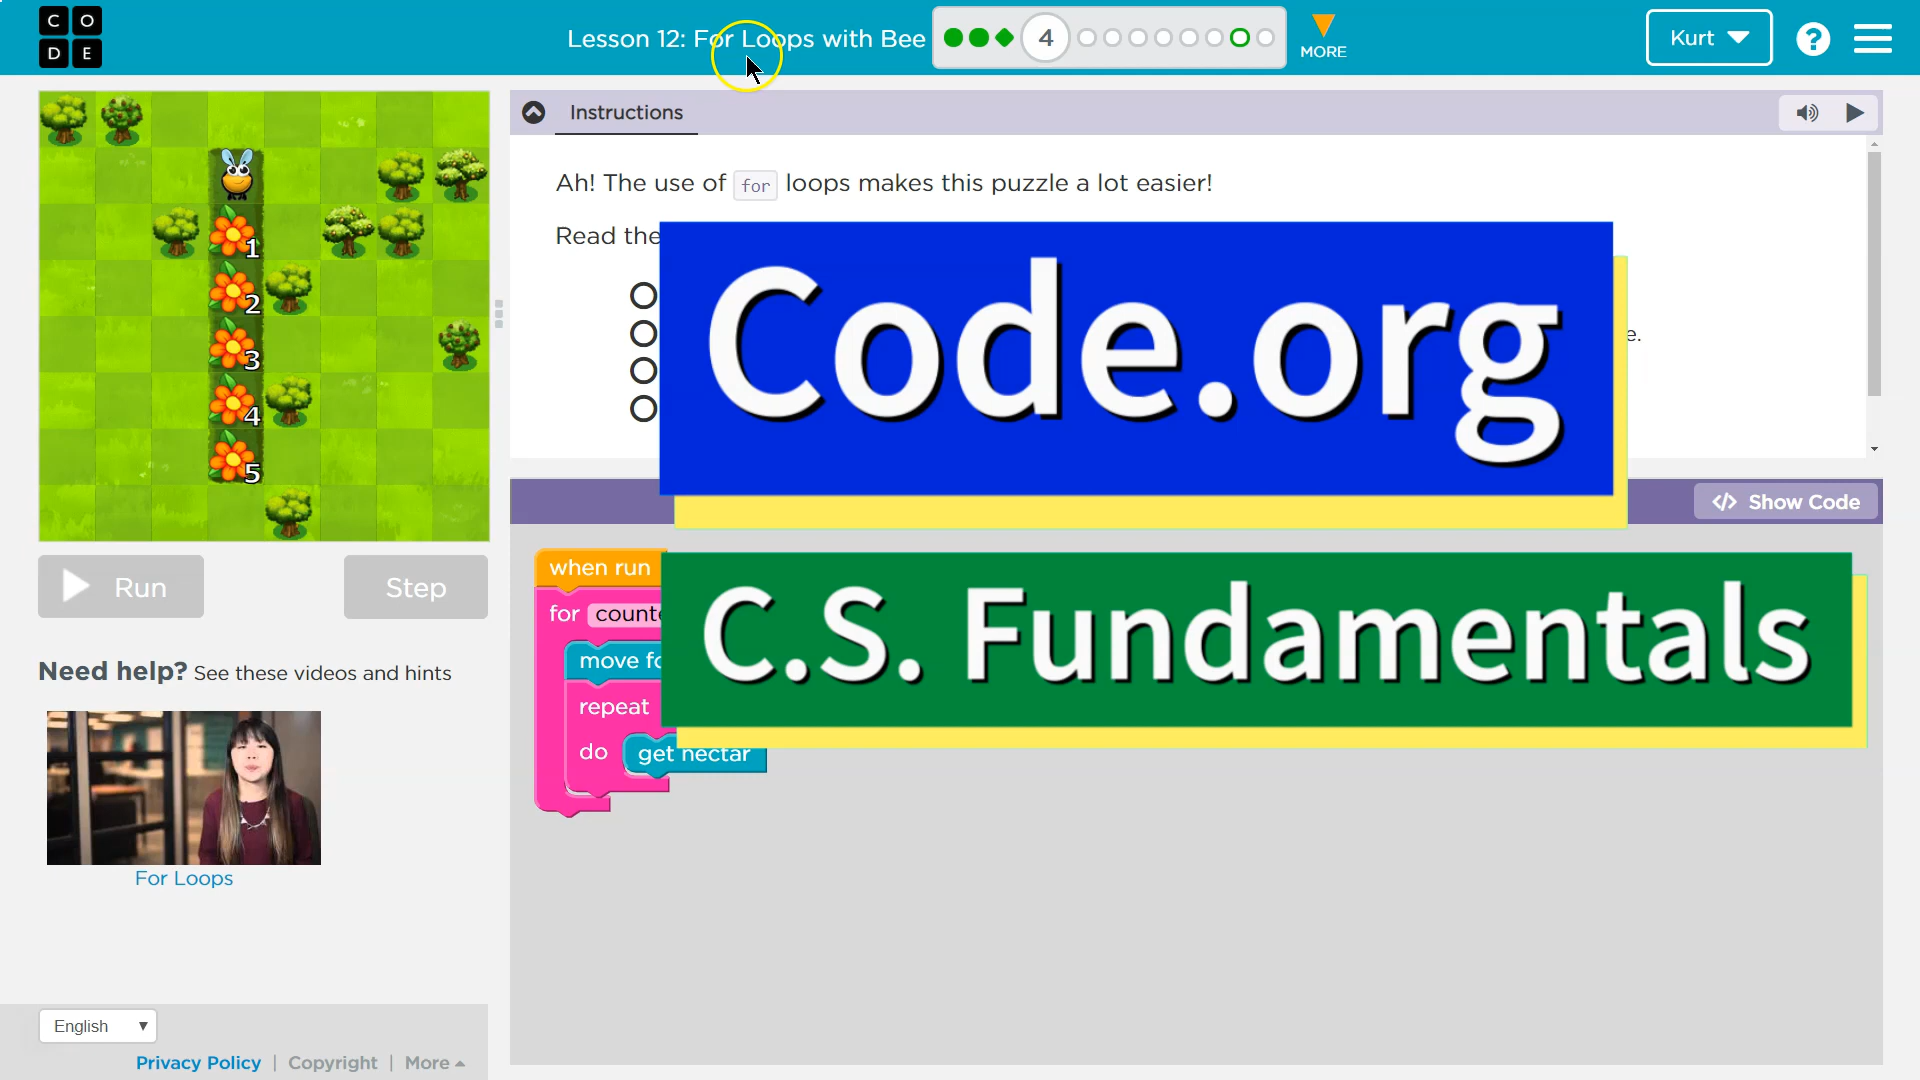 C O
D E
Lesson 12: For Loops with Bee
4
MORE
Kurt
?
Instructions
Ah! The use of for loops makes this puzzle a lot easier!
Read the
e.
Code.org
1
2
3
4
5
Show Code
Run
Step
when run
for
move
repeat
do get nectar
C.S. Fundamentals
Need help? See these videos and hints
For Loops
English
Privacy Policy | Copyright | More